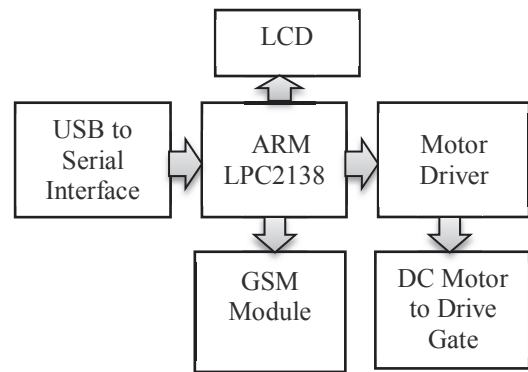 LCD
USB to
Serial
Interface
ARM
LPC2138
Motor
Driver
GSM
Module
DC Motor
to Drive
Gate